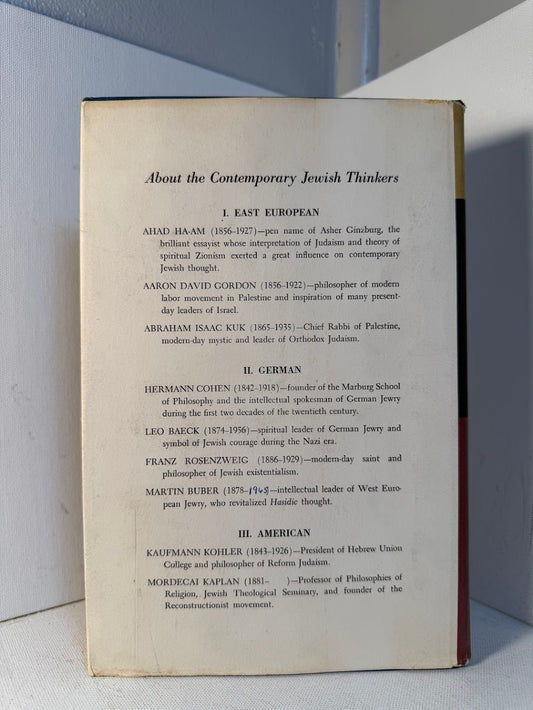 About the Contemporary Jewish Thinkers
I. EAST EUROPEAN
AHAD HA-AM (1856–1927)—pen name of Asher Ginzburg, the
brilliant essayist whose interpretation of Judaism and theory of
spiritual Zionism exerted a great influence on contemporary
Jewish thought.
AARON DAVID GORDON (1856–1922)—philosopher of modern
labor movement in Palestine and inspiration of many present-
day leaders of Israel.
ABRAHAM ISAAC KUK (1865–1935)—Chief Rabbi of Palestine,
modern-day mystic and leader of Orthodox Judaism.
II. GERMAN
HERMANN COHEN (1842–1918)—founder of the Marburg School
of Philosophy and the intellectual spokesman of German Jewry
during the first two decades of the twentieth century.
LEO BAECK (1874–1956)—spiritual leader of German Jewry and
symbol of Jewish courage during the Nazi era.
FRANZ ROSENZWEIG (1886–1929)—modern-day saint and
philosopher of Jewish existentialism.
MARTIN BUBER (1878–1965)—intellectual leader of West Euro-
pean Jewry, who revitalized Hasidic thought.
III. AMERICAN
KAUFMANN KOHLER (1843–1926)—President of Hebrew Union
College and philosopher of Reform Judaism.
MORDECAI KAPLAN (1881– )—Professor of Philosophies of
Religion, Jewish Theological Seminary, and founder of the
Reconstructionist movement.